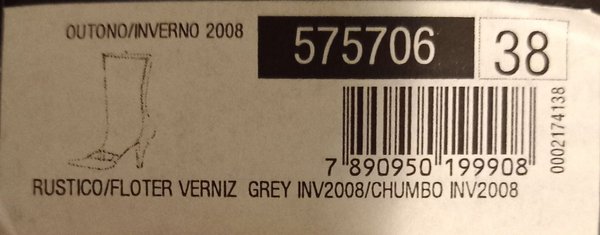 OUTONO/INVERNO 2008
575706
38
7 890950 199908
0002174138
RUSTICO/FLOTER VERNIZ GREY INV2008/CHUMBO INV2008